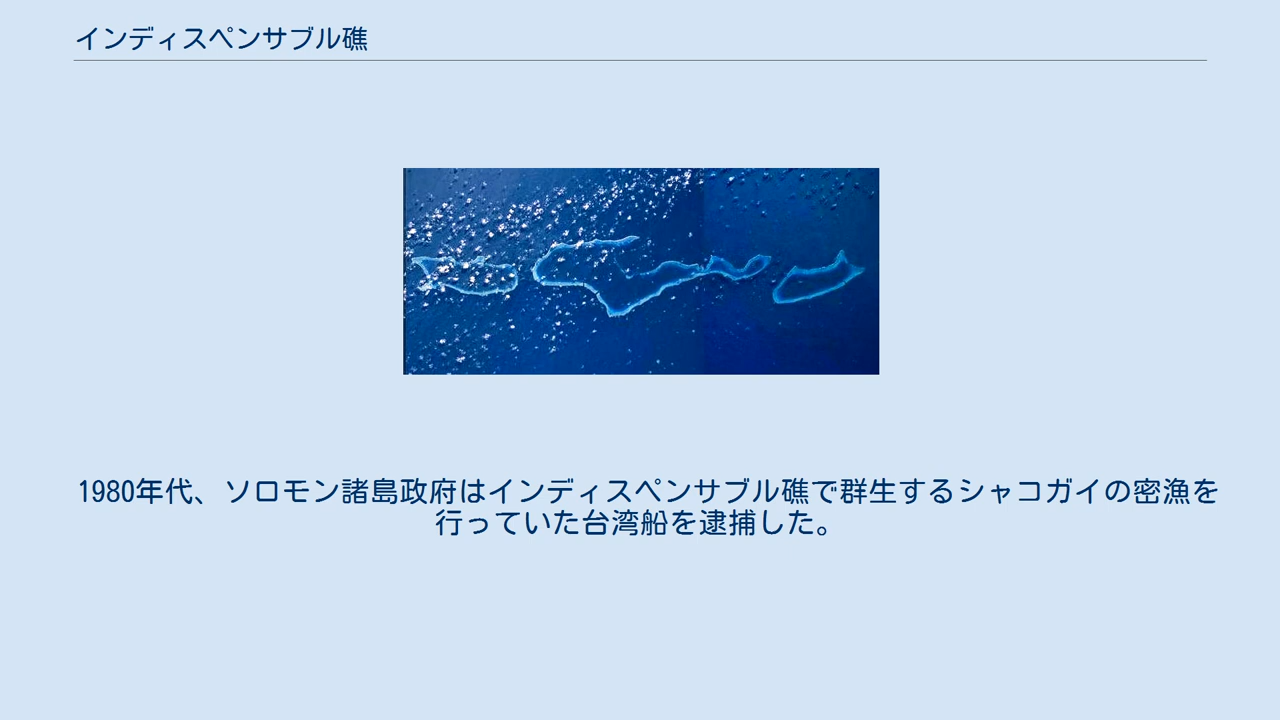 インディスペンサブル礁
1980年代、ソロモン諸島政府はインディスペンサブル礁で群生するシャコガイの密漁を
行っていた台湾船を逮捕した。